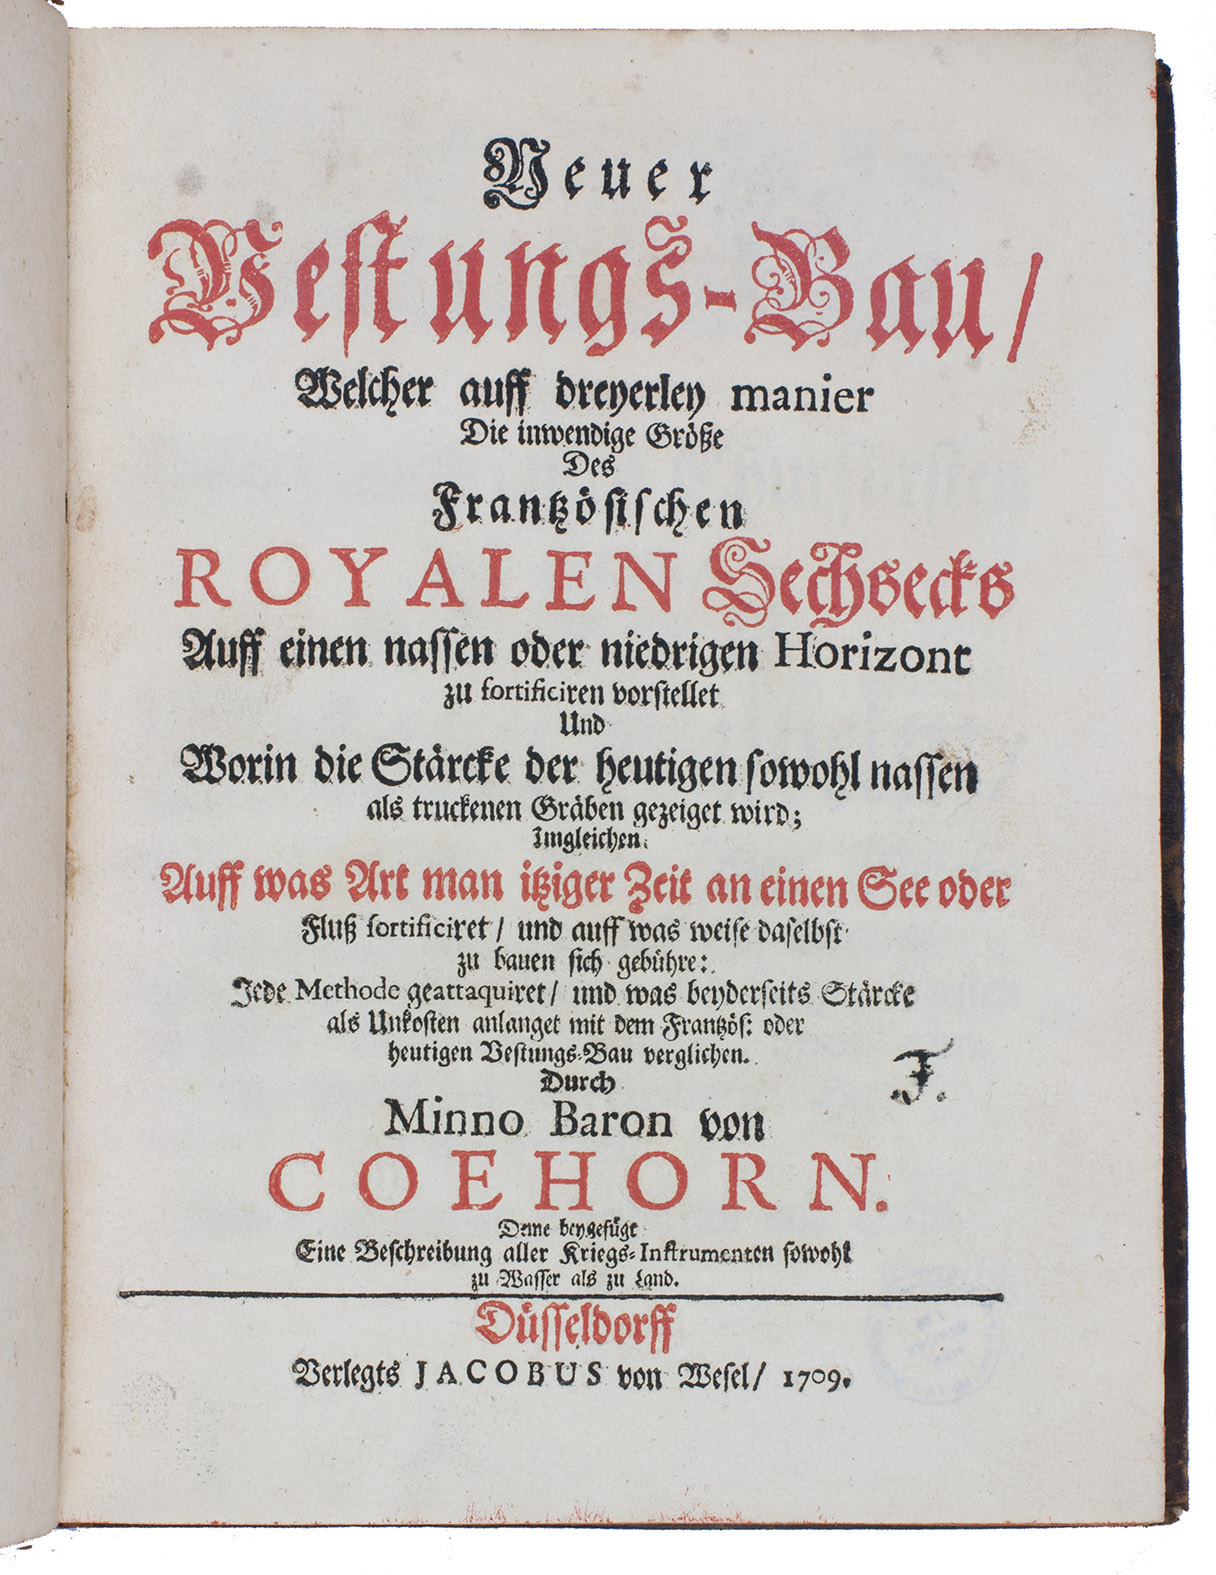 Neuer
Vestungs-Bau/
Welcher auff dreyerley manier
Die inwendige Größe
Des
Frantzösischen
ROYALEN Sechsecks
Auff einen nassen oder niedrigen Horizont
zu fortificiren vorstellet
Und
Worin die Stärcke der heutigen sowohl nassen
als truckenen Gräben gezeiget wird;
Imgleichen.
Auff was Art man itziger Zeit an einen See oder
Fluß fortificiret/ und auff was weise daselbst
zu bauen sich gebühre:
Jede Methode geattaquiret/ und was beyderseits Stärcke
als Unkosten anlanget mit dem Frantzös: oder
heutigen Vestungs-Bau verglichen.
Durch
F.
Minno Baron von
COEHORN.
Deme beygefügt
Eine Beschreibung aller Kriegs-Instrumenten sowohl
zu Wasser als zu Land.
Düsseldorff
Verlegts JACOBUS von Wesel/ 1709.